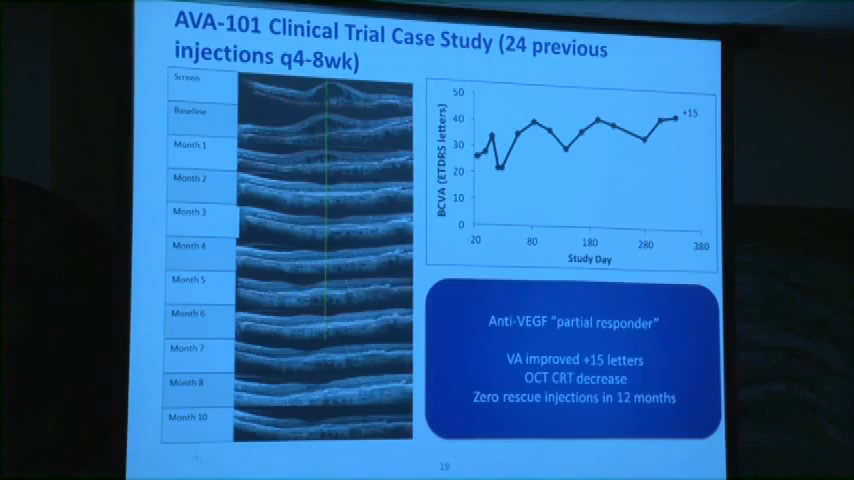 AVA-101 Clinical Trial Case Study (24 previous
injections q4-8wk)
Screen
Baseline
Month 1
Month 2
Month 3
Month 4
Month 5
Month 6
Month 7
Month 8
Month 10
BCVA (ETDRS letters)
50
40
30
20
10
0
-20
80
180
280
380
Study Day
+15
Anti-VEGF "partial responder"
VA improved +15 letters
OCT CRT decrease
Zero rescue injections in 12 months
19